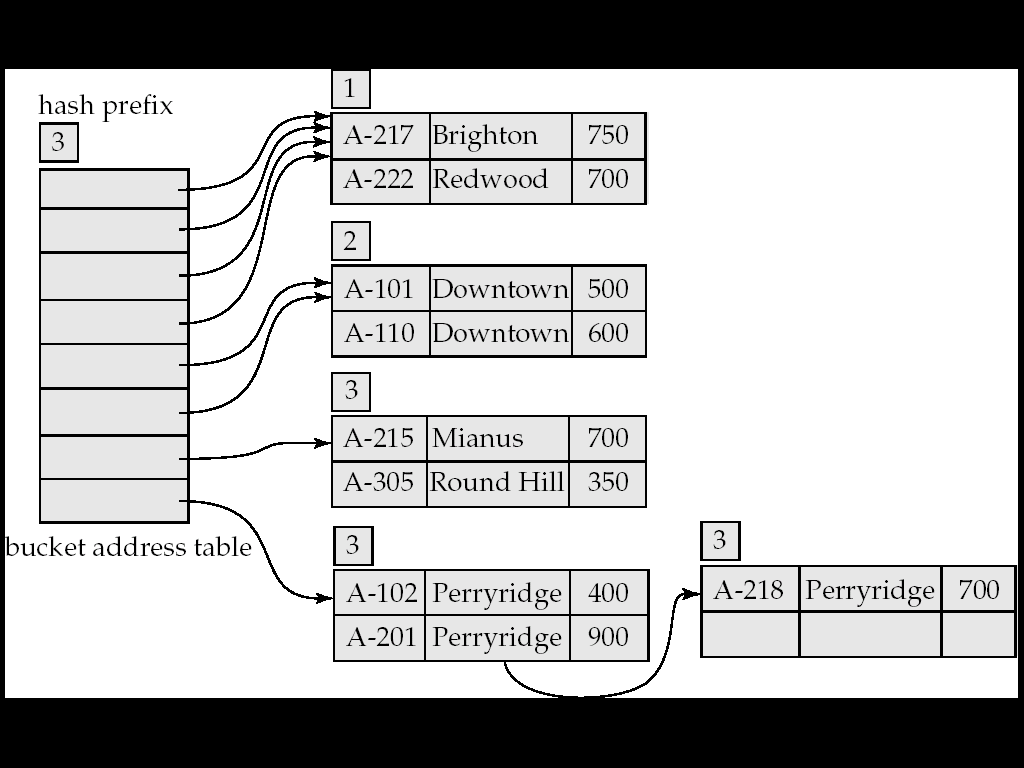 hash prefix
3
bucket address table
1
A-217 Brighton 750
A-222 Redwood 700
2
A-101 Downtown 500
A-110 Downtown 600
3
A-215 Mianus 700
A-305 Round Hill 350
3
A-102 Perryridge 400
A-201 Perryridge 900
3
A-218 Perryridge 700